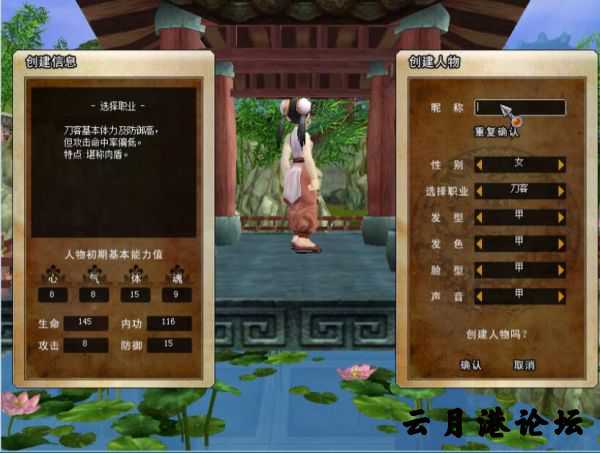 创建信息
- 选择职业 -
刀客基本体力及防御高,
但攻击命中率偏低。
特点 堪称肉盾。
人物初期基本能力值
心 气 体 魂
8 8 15 9
生命 145 内功 116
攻击 8 防御 15
创建人物
昵 称
重复确认
性 别 女
选择职业 刀客
发 型 甲
发 色 甲
脸 型 甲
声 音 甲
创建人物吗?
确认 取消
云月港论坛